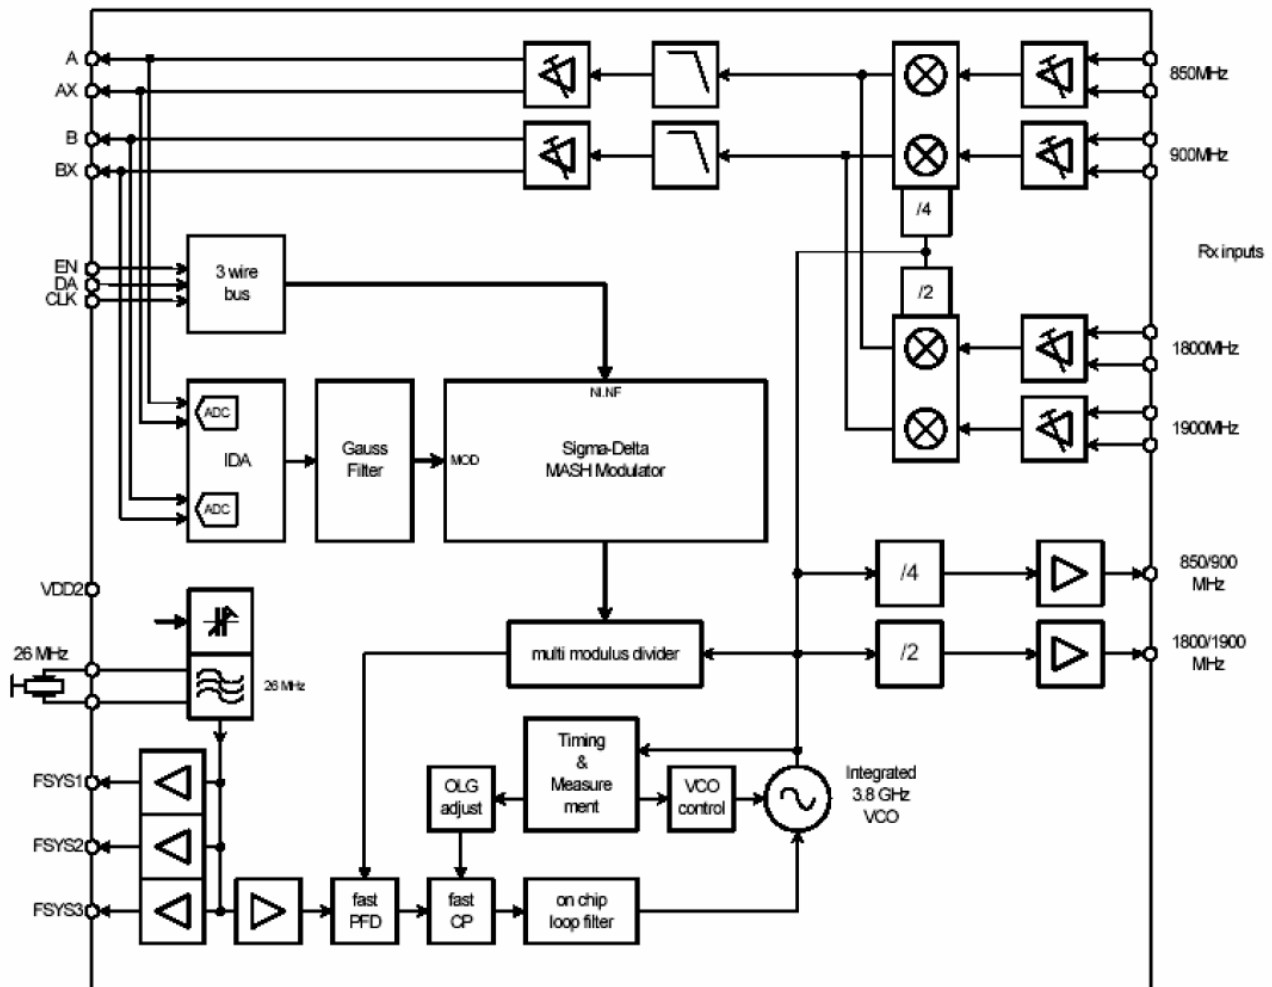 A
850MHz
AX
B
900MHz
BX
/4
Rx inputs
EN
DA
CLK
3 wire
bus
/2
1800MHz
NI.NF
ADC
1900MHz
Gauss
Filter
Sigma-Delta
MASH Modulator
IDA
MOD
ADC
850/900
MHz
/4
VDD2
1800/1900
MHz
26 MHz
multi modulus divider
/2
26 MHz
Timing
&
Measure
ment
FSYS1
OLG
adjust
VCO
control
Integrated
3.8 GHz
VCO
FSYS2
FSYS3
fast
PFD
fast
CP
on chip
loop filter